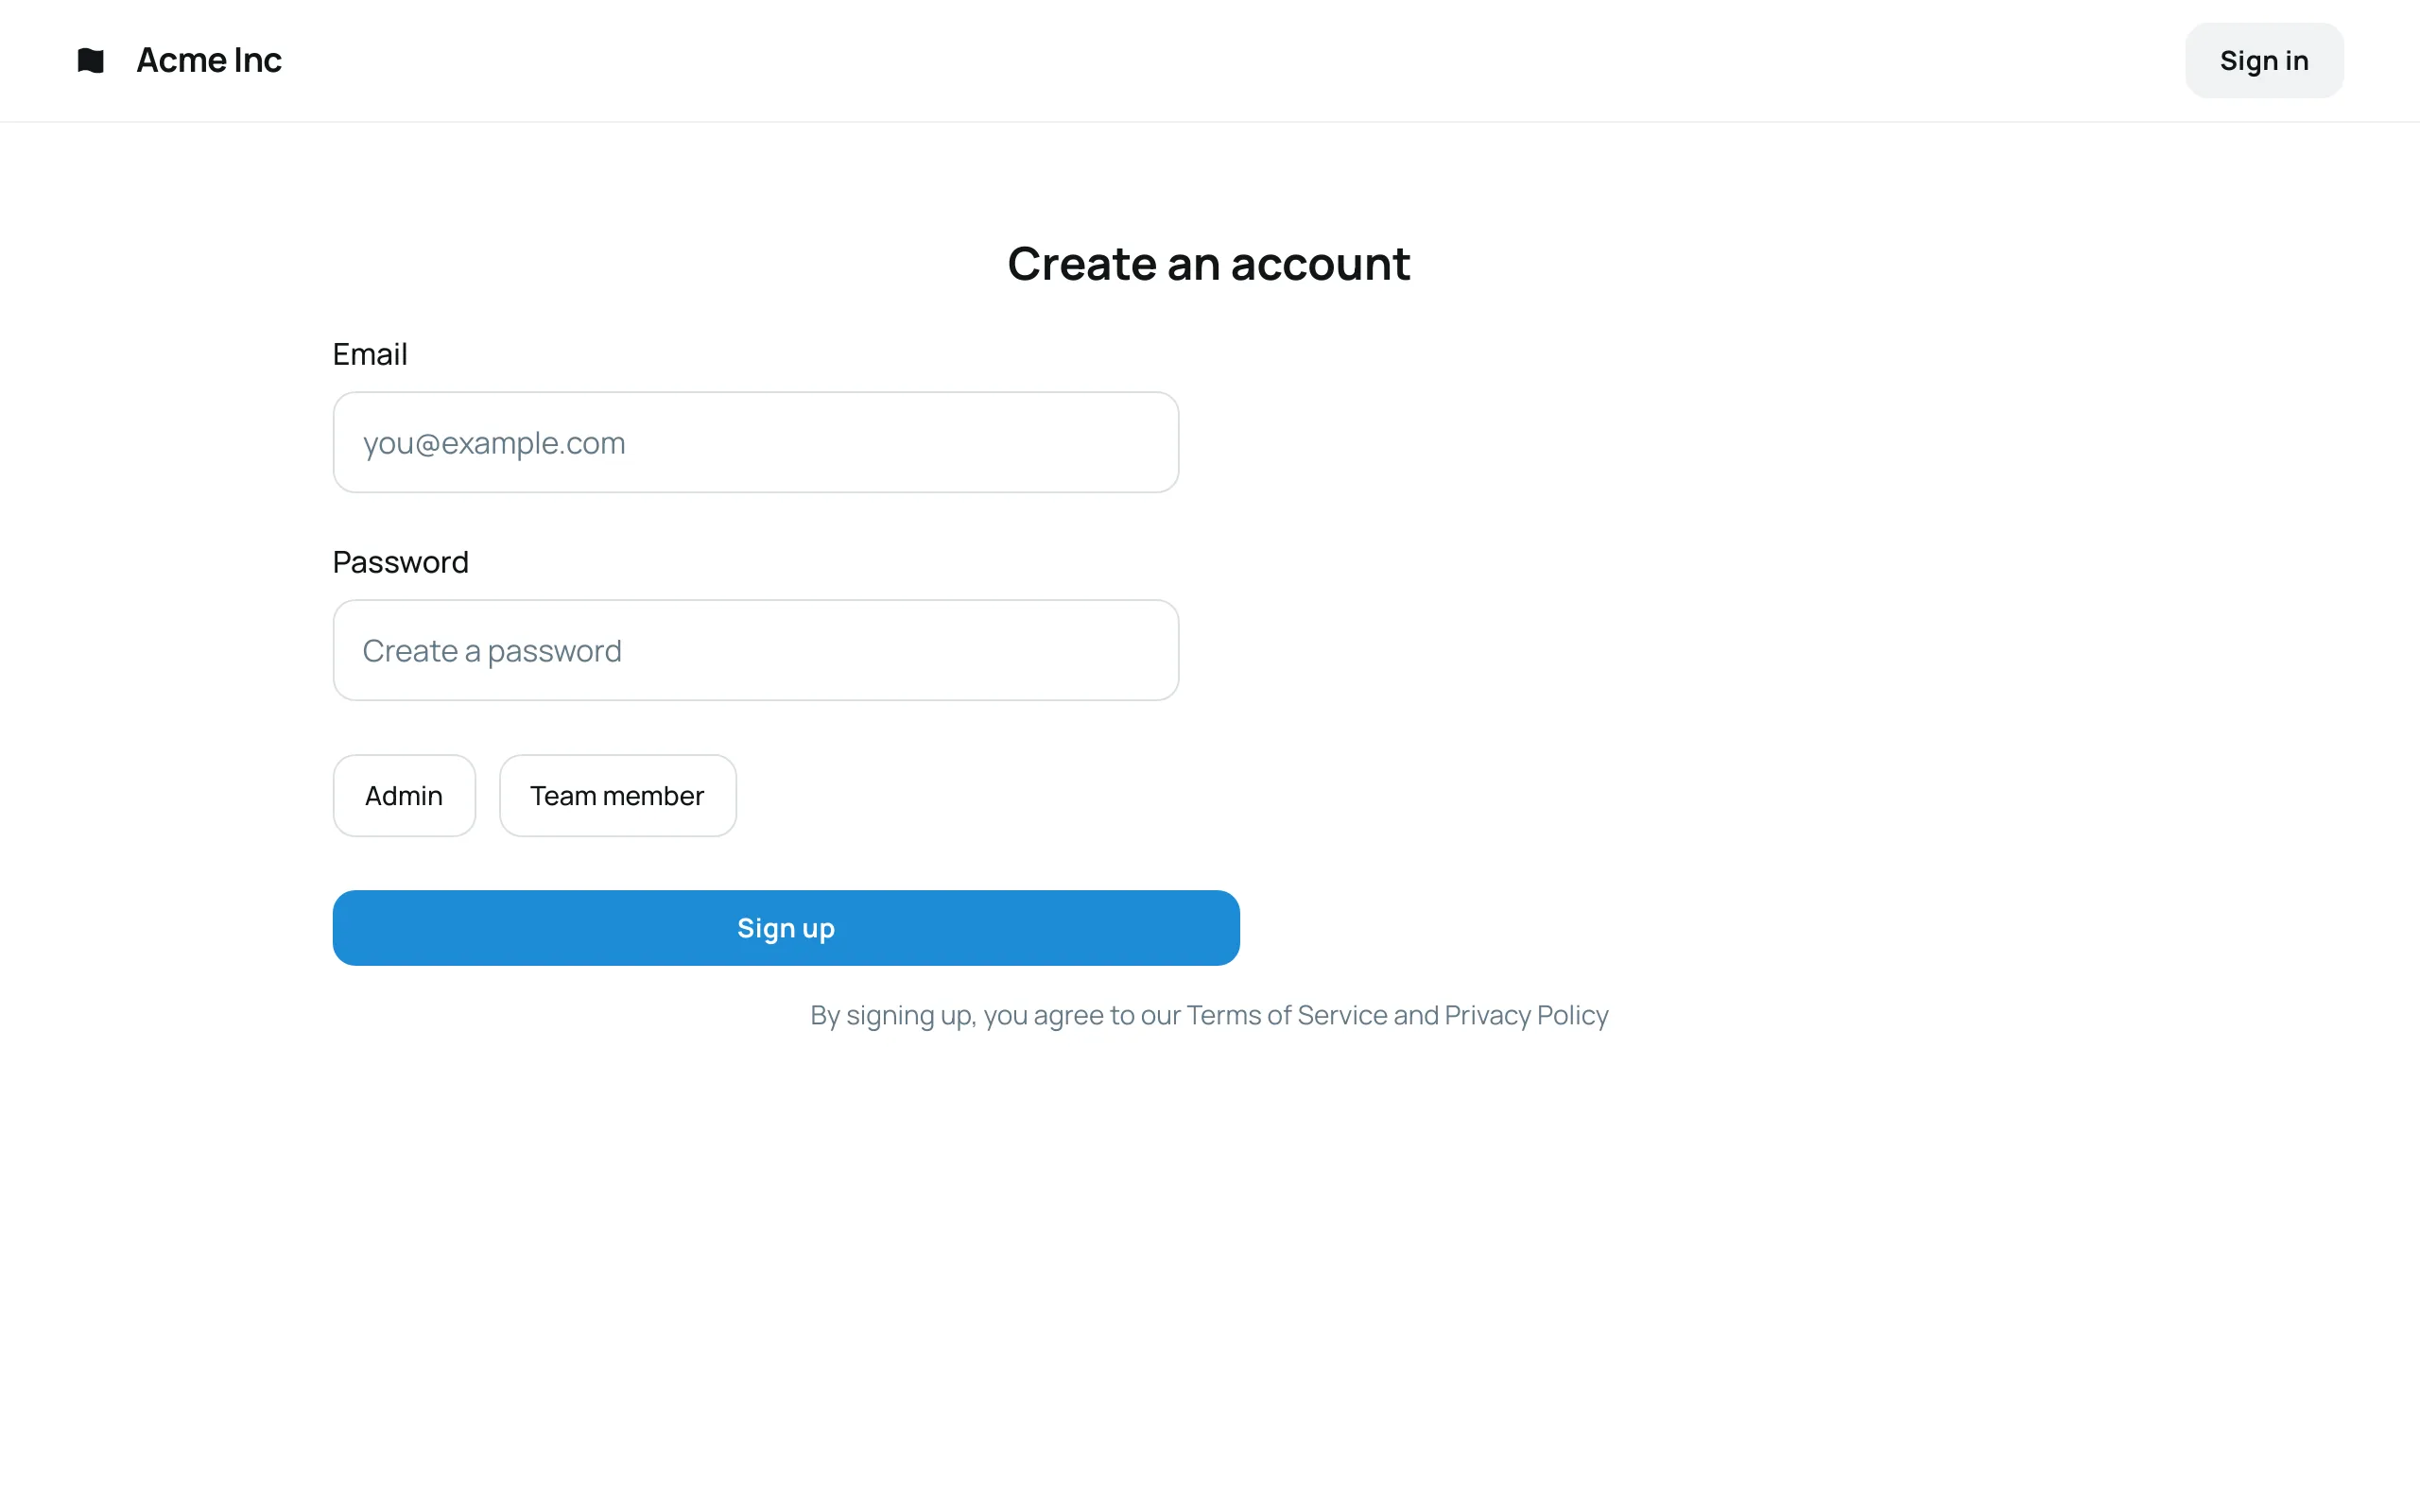 Acme Inc
Sign in
Create an account
Email
you@example.com
Password
Create a password
Admin
Team member
Sign up
By signing up, you agree to our Terms of Service and Privacy Policy